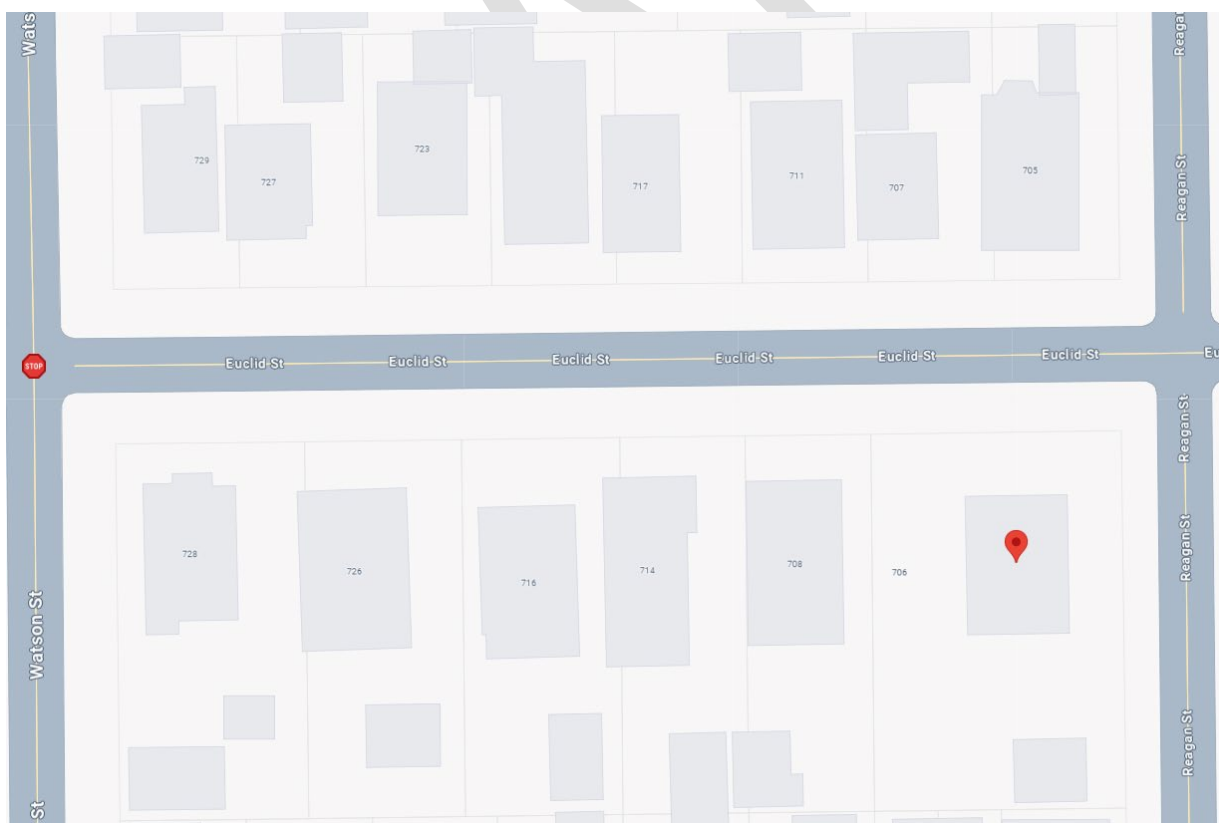 Wats
Reagan St
729
727
723
717
711
707
705
Reagan St
STOP
Euclid St
Euclid St
Euclid St
Euclid St
Euclid St
Euclid St
Eu
Reagan St
728
726
716
714
708
706
Reagan St
Watson St
Reagan St
St